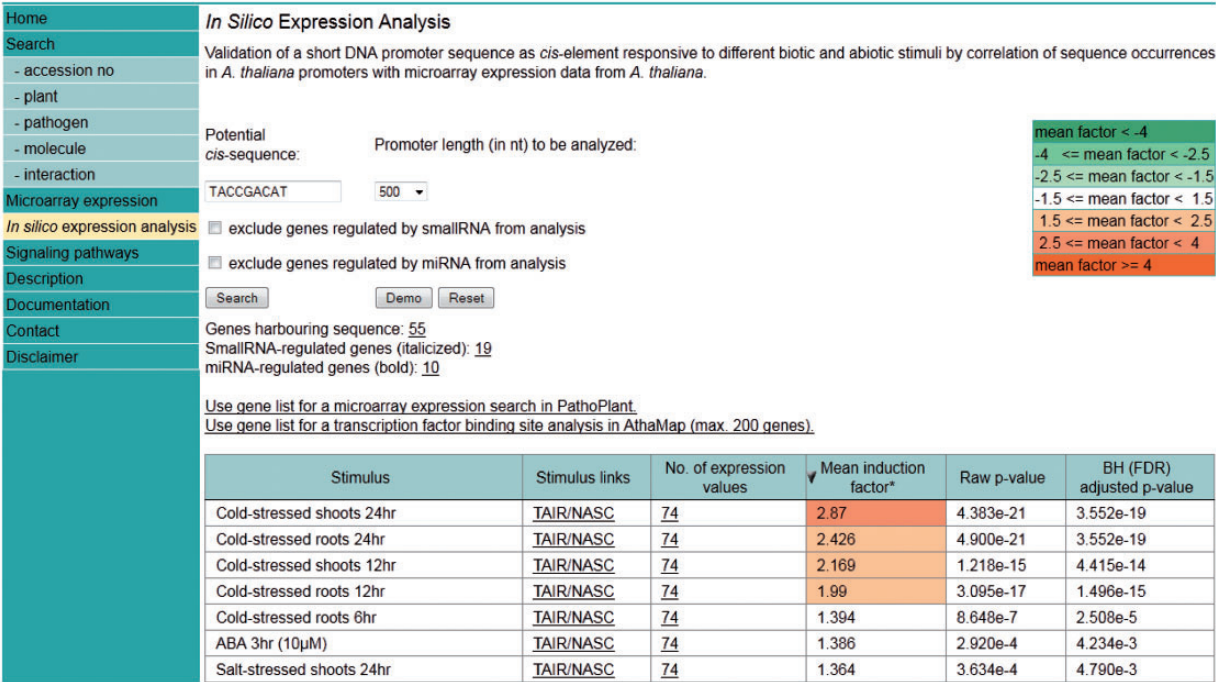 Home
Search
- accession no
- plant
- pathogen
- molecule
- interaction
Microarray expression
In silico expression analysis
Signaling pathways
Description
Documentation
Contact
Disclaimer
In Silico Expression Analysis
Validation of a short DNA promoter sequence as cis-element responsive to different biotic and abiotic stimuli by correlation of sequence occurrences
in A. thaliana promoters with microarray expression data from A. thaliana.
Potential
cis-sequence:
Promoter length (in nt) to be analyzed:
TACCGACAT
500
exclude genes regulated by smallRNA from analysis
exclude genes regulated by miRNA from analysis
Search Demo Reset
mean factor < -4
-4 <= mean factor < -2.5
-2.5 <= mean factor < -1.5
-1.5 <= mean factor < 1.5
1.5 <= mean factor < 2.5
2.5 <= mean factor < 4
mean factor >= 4
Genes harbouring sequence: 55
SmallRNA-regulated genes (italicized): 19
miRNA-regulated genes (bold): 10
Use gene list for a microarray expression search in PathoPlant.
Use gene list for a transcription factor binding site analysis in AthaMap (max. 200 genes).
Stimulus
Stimulus links
No. of expression
values
Mean induction
factor*
Raw p-value
BH (FDR)
adjusted p-value
Cold-stressed shoots 24hr TAIR/NASC 74 2.87 4.383e-21 3.552e-19
Cold-stressed roots 24hr TAIR/NASC 74 2.426 4.900e-21 3.552e-19
Cold-stressed shoots 12hr TAIR/NASC 74 2.169 1.218e-15 4.415e-14
Cold-stressed roots 12hr TAIR/NASC 74 1.99 3.095e-17 1.496e-15
Cold-stressed roots 6hr TAIR/NASC 74 1.394 8.648e-7 2.508e-5
ABA 3hr (10µM) TAIR/NASC 74 1.386 2.920e-4 4.234e-3
Salt-stressed shoots 24hr TAIR/NASC 74 1.364 3.634e-4 4.790e-3